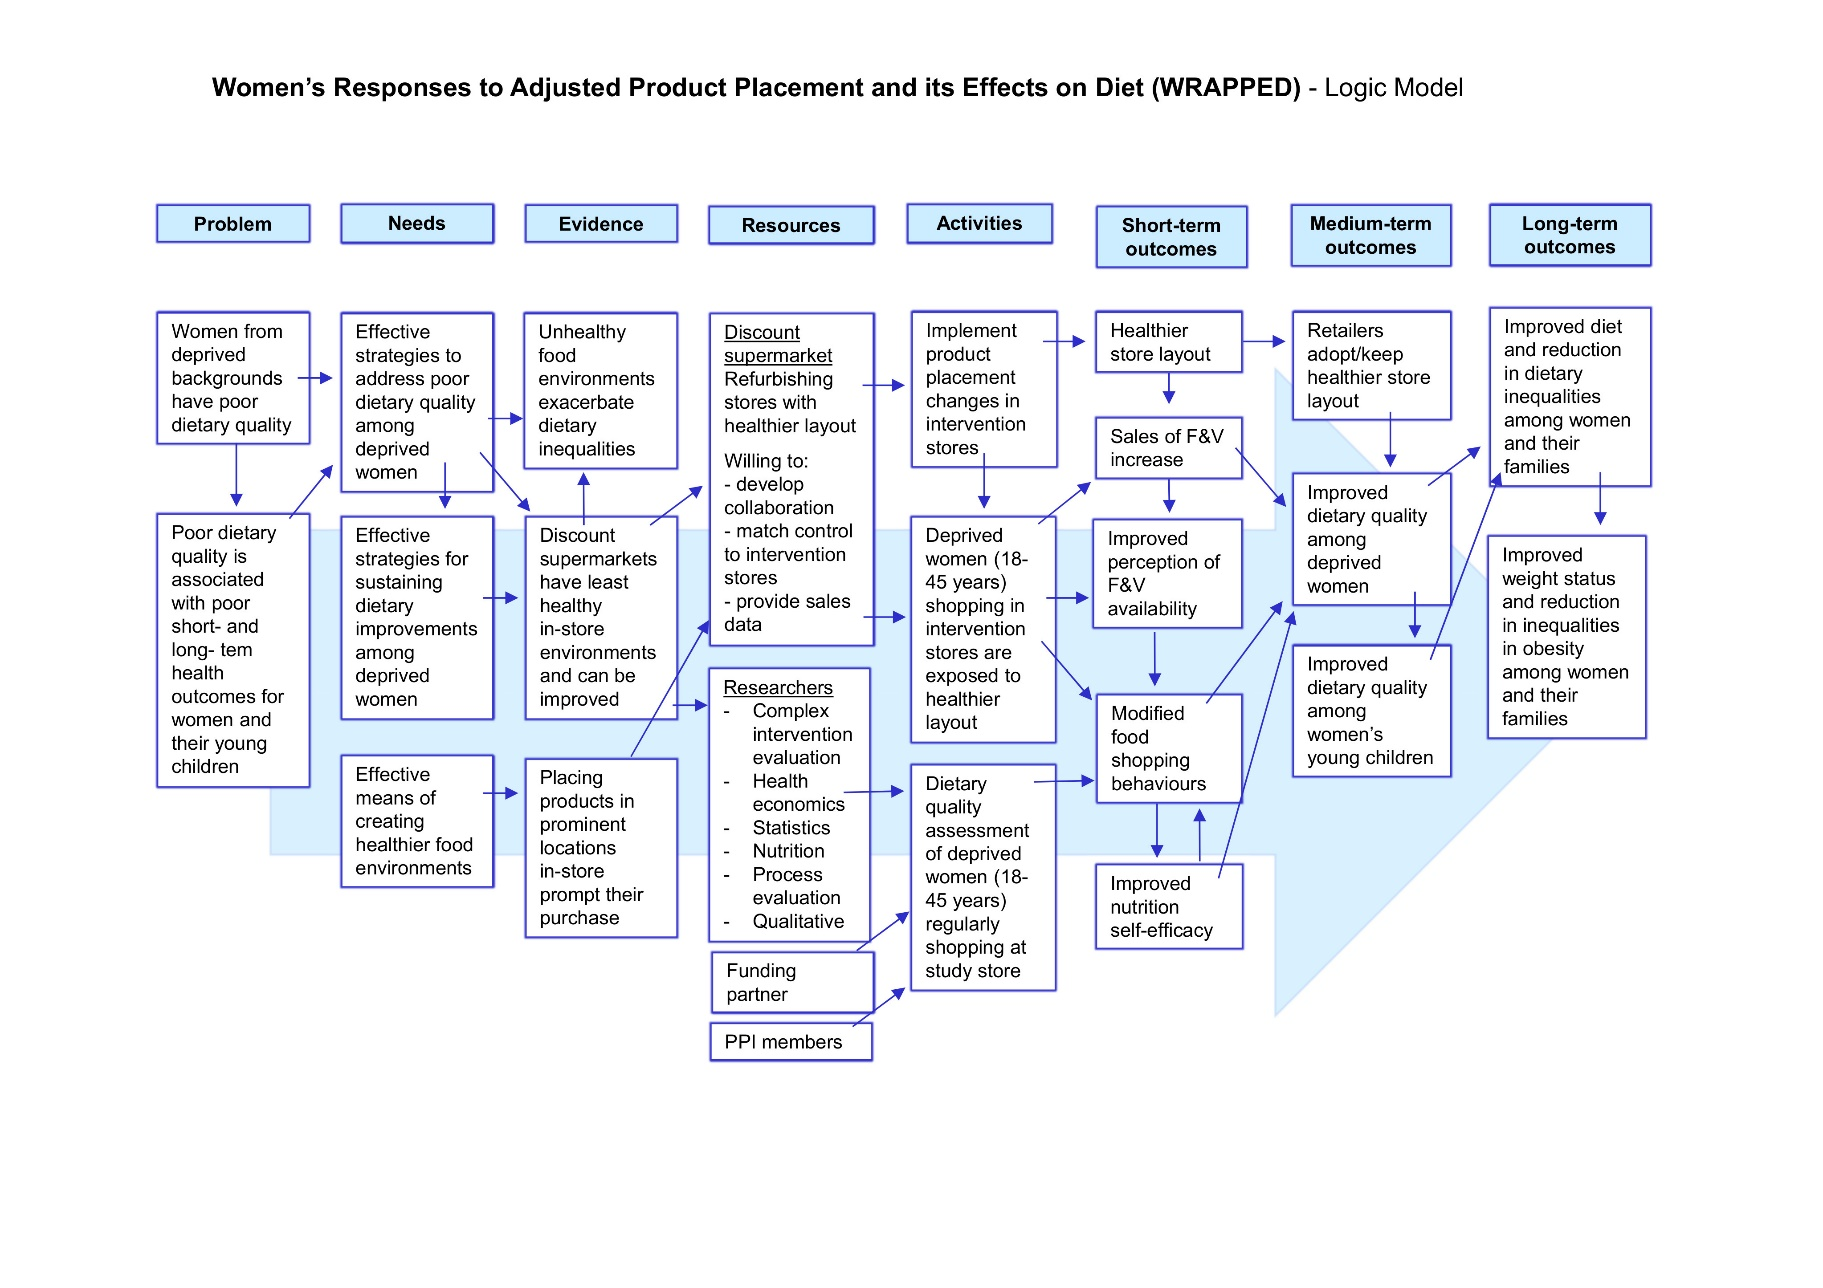 Women’s Responses to Adjusted Product Placement and its Effects on Diet (WRAPPED) - Logic Model
Problem
Needs
Evidence
Resources
Activities
Short-term
outcomes
Medium-term
outcomes
Long-term
outcomes
Women from
deprived
backgrounds
have poor
dietary quality
Poor dietary
quality is
associated
with poor
short- and
long- tem
health
outcomes for
women and
their young
children
Effective
strategies to
address poor
dietary quality
among
deprived
women
Effective
strategies for
sustaining
dietary
improvements
among
deprived
women
Effective
means of
creating
healthier food
environments
Unhealthy
food
environments
exacerbate
dietary
inequalities
Discount
supermarkets
have least
healthy
in-store
environments
and can be
improved
Placing
products in
prominent
locations
in-store
prompt their
purchase
Discount
supermarket
Refurbishing
stores with
healthier layout
Willing to:
- develop
collaboration
- match control
to intervention
stores
- provide sales
data
Researchers
- Complex
intervention
evaluation
- Health
economics
- Statistics
- Nutrition
- Process
evaluation
- Qualitative
Funding
partner
PPI members
Implement
product
placement
changes in
intervention
stores
Deprived
women (18-
45 years)
shopping in
intervention
stores are
exposed to
healthier
layout
Dietary
quality
assessment
of deprived
women (18-
45 years)
regularly
shopping at
study store
Healthier
store layout
Sales of F&V
increase
Improved
perception of
F&V
availability
Modified
food
shopping
behaviours
Improved
nutrition
self-efficacy
Retailers
adopt/keep
healthier store
layout
Improved
dietary quality
among
deprived
women
Improved
dietary quality
among
women’s
young children
Improved diet
and reduction
in dietary
inequalities
among women
and their
families
Improved
weight status
and reduction
in inequalities
in obesity
among women
and their
families